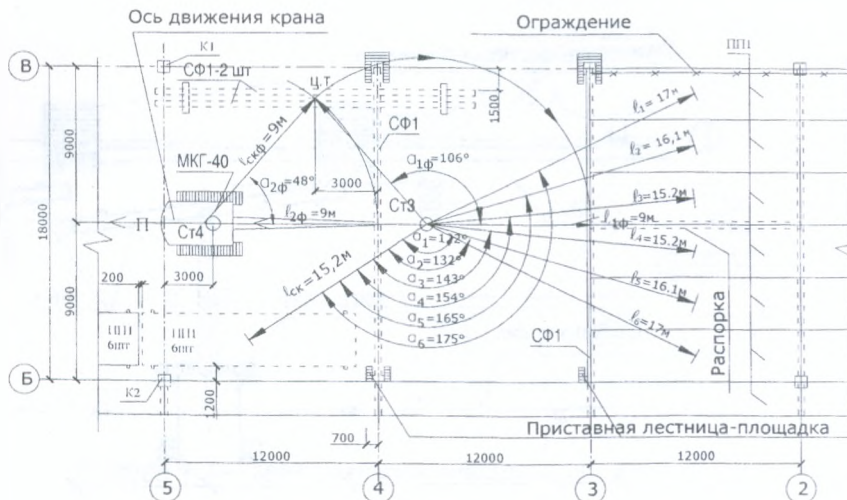 Ось движения крана
Ограждение
В
К1
СФ1-2 шт
ц.т
ПП1
1500
ℓ₁ = 17м
ℓ₂ = 16,1м
ℓ₃ = 15.2м
ℓ₁ф = 9м
ℓ₄ = 15.2м
ℓ₅ = 16.1м
ℓ₆ = 17м
СФ1
ℓскф = 9м
α₁ф = 106°
9000
18000
9000
МКГ-40
α₂ф = 48°
3000
ℓ₂ф = 9м
Ст3
П
Ст4
α₂ = 132°
α₃ = 143°
α₄ = 154°
α₅ = 165°
α₆ = 175°
ℓск = 15,2м
200
3000
ПП1
6шт
ПП1
6шт
СФ1
Распорка
Б
К2
1200
Приставная лестница-площадка
700
12000
12000
12000
5
4
3
2